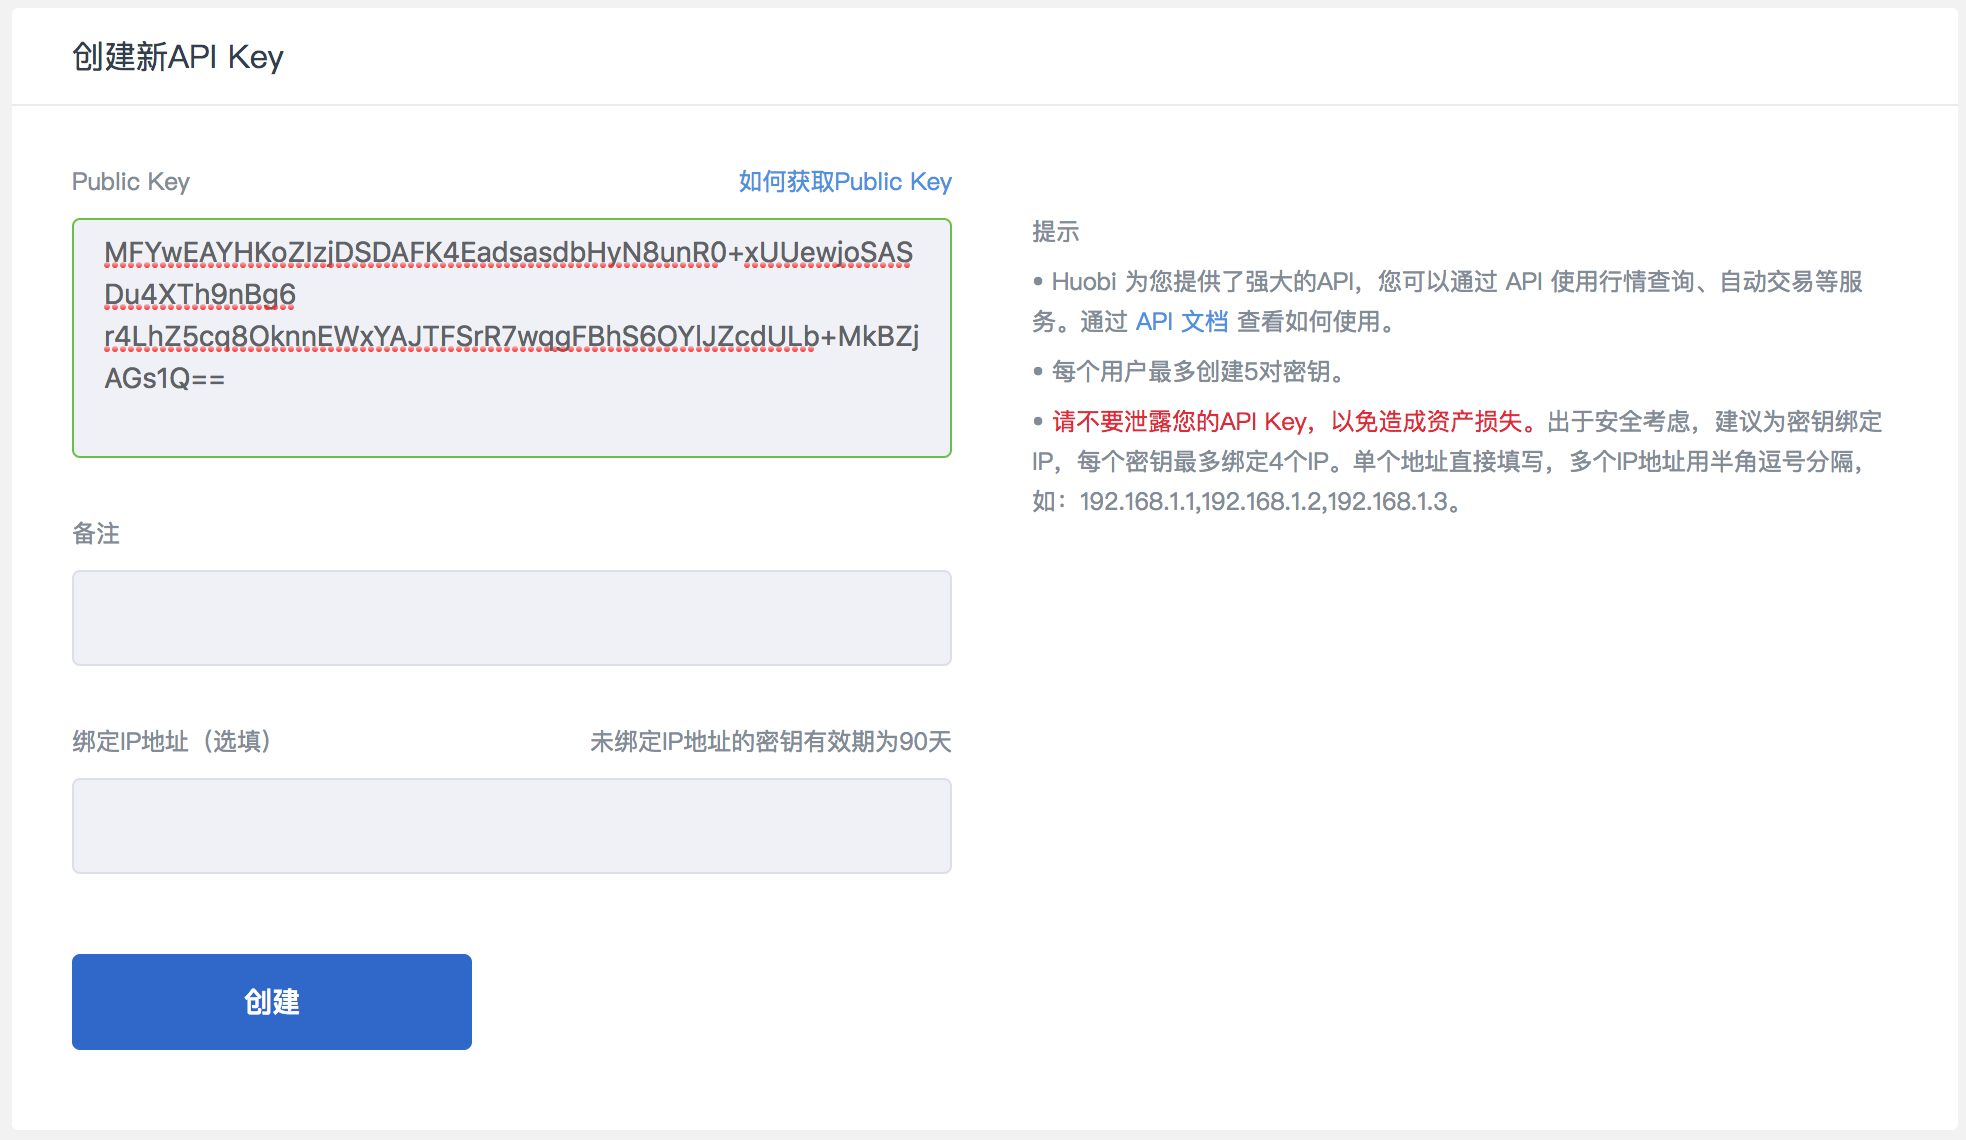 创建新API Key
Public Key
如何获取Public Key
MFYwEAYHKoZIzjDSDAFK4EadsasdbHyN8unR0+xUUewjoSAS
Du4XTh9nBg6
r4LhZ5cq8OknnEWxYAJTFSrR7wqgFBhS6OYlJZcdULb+MkBZj
AGs1Q==
备注
绑定IP地址（选填）
未绑定IP地址的密钥有效期为90天
创建
提示
• Huobi 为您提供了强大的API，您可以通过 API 使用行情查询、自动交易等服
务。通过 API 文档 查看如何使用。
• 每个用户最多创建5对密钥。
• 请不要泄露您的API Key，以免造成资产损失。出于安全考虑，建议为密钥绑定
IP，每个密钥最多绑定4个IP。单个地址直接填写，多个IP地址用半角逗号分隔，
如：192.168.1.1,192.168.1.2,192.168.1.3。